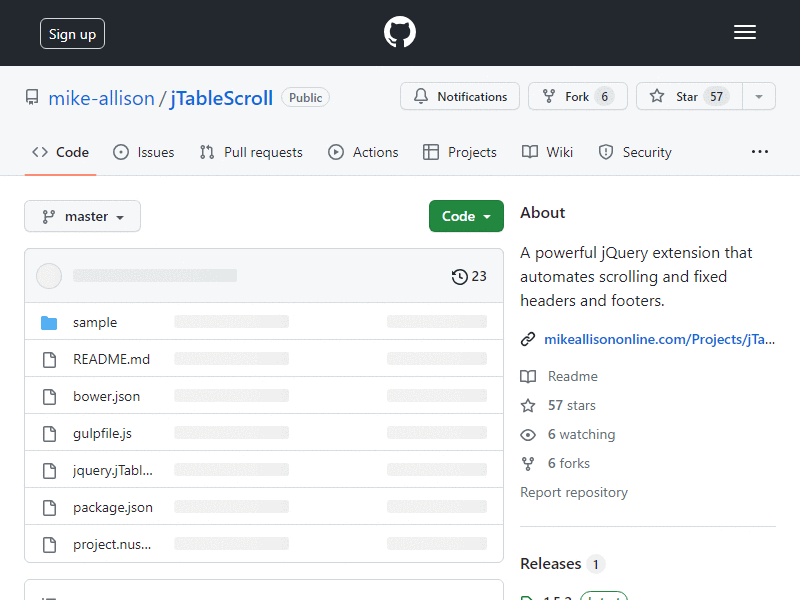 Sign up
mike-allison / jTableScroll Public
Notifications
Fork 6
Star 57
Code
Issues
Pull requests
Actions
Projects
Wiki
Security
master
Code
23
sample
README.md
bower.json
gulpfile.js
jquery.jTabl...
package.json
project.nus...
About
A powerful jQuery extension that
automates scrolling and fixed
headers and footers.
mikeallisononline.com/Projects/jTa...
Readme
57 stars
6 watching
6 forks
Report repository
Releases 1